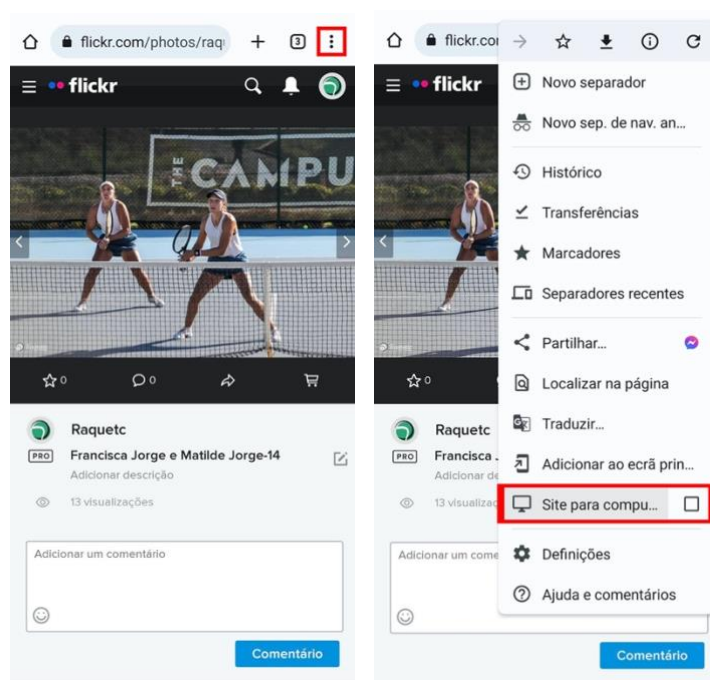 flickr.com/photos/raq
3
flickr
THE
CAMPU
0
0
Raquetc
PRO
Francisca Jorge e Matilde Jorge-14
Adicionar descrição
13 visualizações
Adicionar um comentário
Comentário
flickr.co
flickr
0
Raquetc
PRO
Francisca
Adicionar de
13 visualizaç
Adicionar um come
Comentário
Novo separador
Novo sep. de nav. an...
Histórico
Transferências
Marcadores
Separadores recentes
Partilhar...
Localizar na página
Traduzir...
Adicionar ao ecrã prin...
Site para compu...
Definições
Ajuda e comentários